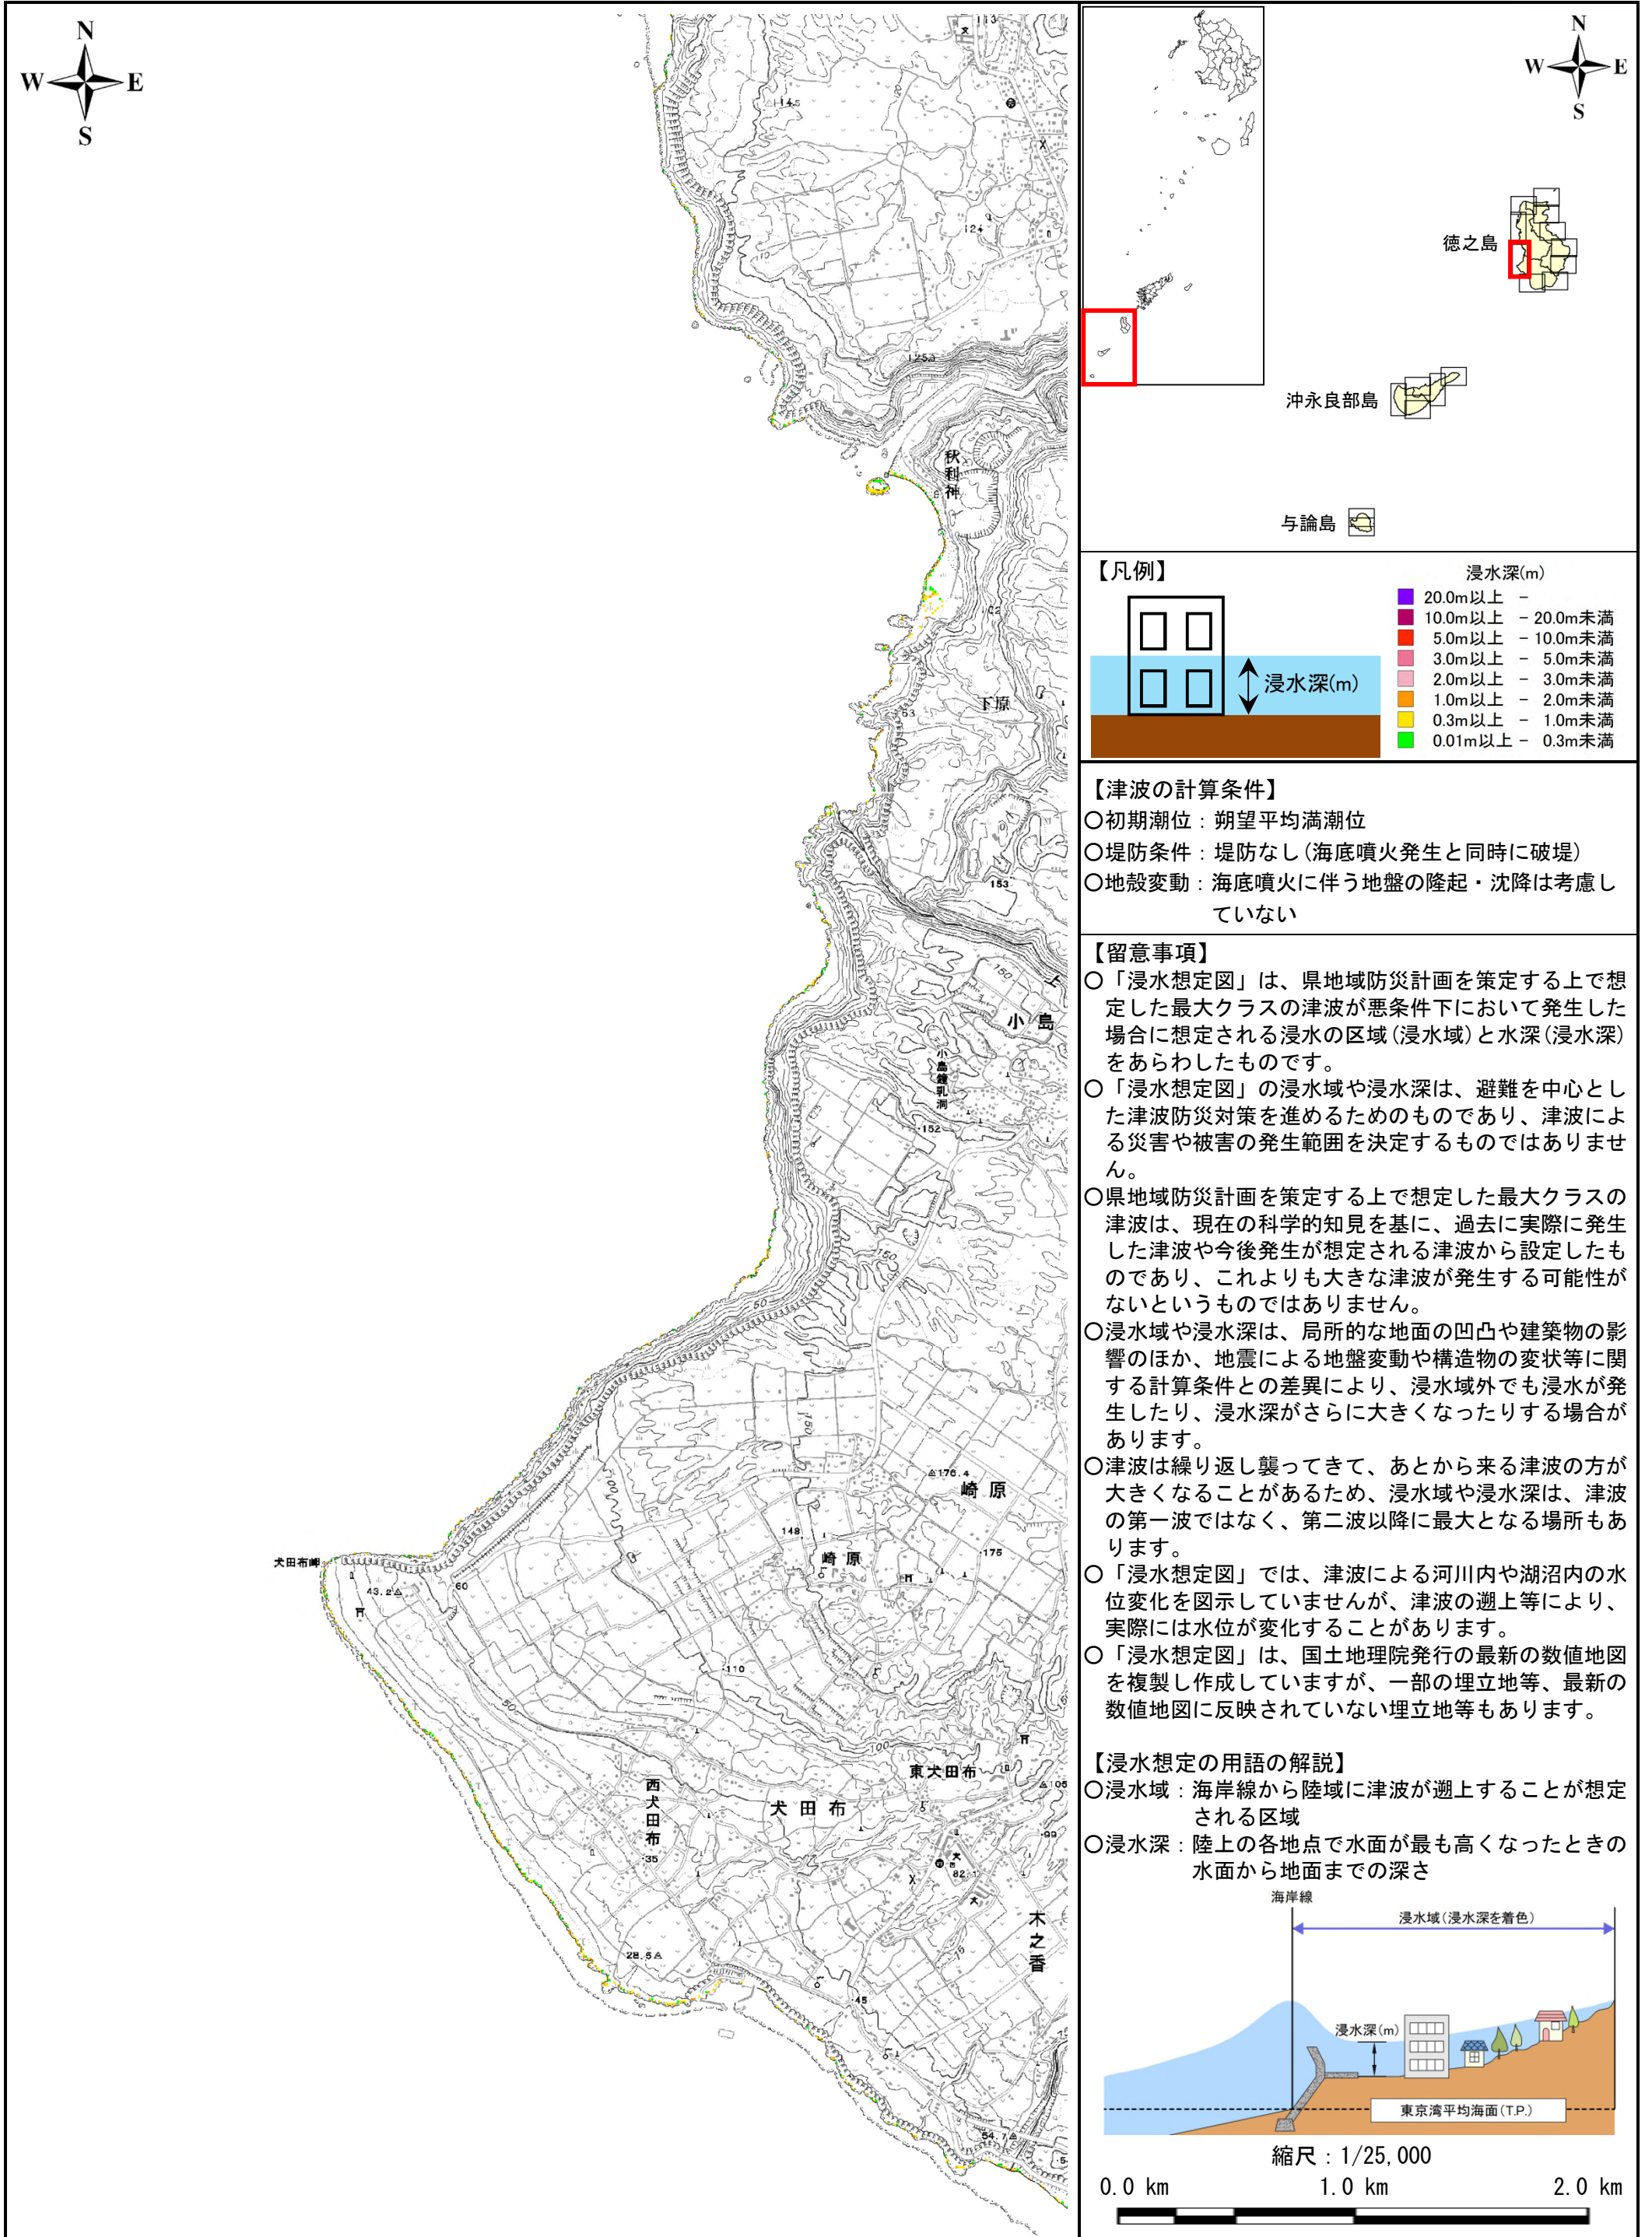 N
W E
S
113
114.5
124
125.3
秋利神
102
63
下原
153
150
小島
小島鐘乳洞
152
150
50
150
100
176.4
崎原
148
崎原
175
犬田布岬
43.2
60
110
50
100
東犬田布
西犬田布
犬田布
35
99
82.1
木之香
28.5
75
45
54.7
N
W E
S
徳之島
沖永良部島
与論島
【凡例】
浸水深(m)
20.0m以上 -
10.0m以上 - 20.0m未満
5.0m以上 - 10.0m未満
3.0m以上 - 5.0m未満
2.0m以上 - 3.0m未満
1.0m以上 - 2.0m未満
0.3m以上 - 1.0m未満
0.01m以上 - 0.3m未満
浸水深(m)
【津波の計算条件】
○初期潮位：朔望平均満潮位
○堤防条件：堤防なし(海底噴火発生と同時に破堤)
○地殻変動：海底噴火に伴う地盤の隆起・沈降は考慮し
ていない
【留意事項】
○「浸水想定図」は、県地域防災計画を策定する上で想
定した最大クラスの津波が悪条件下において発生した
場合に想定される浸水の区域(浸水域)と水深(浸水深)
をあらわしたものです。
○「浸水想定図」の浸水域や浸水深は、避難を中心とし
た津波防災対策を進めるためのものであり、津波によ
る災害や被害の発生範囲を決定するものではありませ
ん。
○県地域防災計画を策定する上で想定した最大クラスの
津波は、現在の科学的知見を基に、過去に実際に発生
した津波や今後発生が想定される津波から設定したも
のであり、これよりも大きな津波が発生する可能性が
ないというものではありません。
○浸水域や浸水深は、局所的な地面の凹凸や建築物の影
響のほか、地震による地盤変動や構造物の変状等に関
する計算条件との差異により、浸水域外でも浸水が発
生したり、浸水深がさらに大きくなったりする場合が
あります。
○津波は繰り返し襲ってきて、あとから来る津波の方が
大きくなることがあるため、浸水域や浸水深は、津波
の第一波ではなく、第二波以降に最大となる場所もあ
ります。
○「浸水想定図」では、津波による河川内や湖沼内の水
位変化を図示していませんが、津波の遡上等により、
実際には水位が変化することがあります。
○「浸水想定図」は、国土地理院発行の最新の数値地図
を複製し作成していますが、一部の埋立地等、最新の
数値地図に反映されていない埋立地等もあります。
【浸水想定の用語の解説】
○浸水域：海岸線から陸域に津波が遡上することが想定
される区域
○浸水深：陸上の各地点で水面が最も高くなったときの
水面から地面までの深さ
海岸線
浸水域(浸水深を着色)
浸水深(m)
東京湾平均海面(T.P.)
縮尺：1/25,000
0.0 km 1.0 km 2.0 km